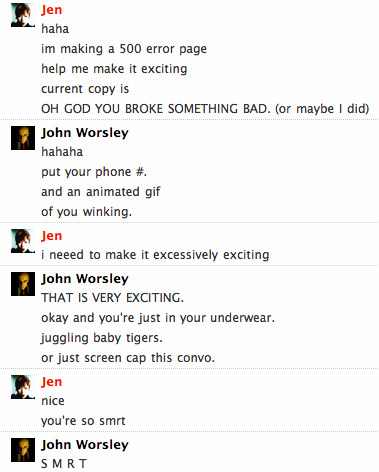 Jen
haha
im making a 500 error page
help me make it exciting
current copy is
OH GOD YOU BROKE SOMETHING BAD. (or maybe I did)
John Worsley
hahaha
put your phone #.
and an animated gif
of you winking.
Jen
i neeed to make it excessively exciting
John Worsley
THAT IS VERY EXCITING.
okay and you're just in your underwear.
juggling baby tigers.
or just screen cap this convo.
Jen
nice
you're so smrt
John Worsley
S M R T